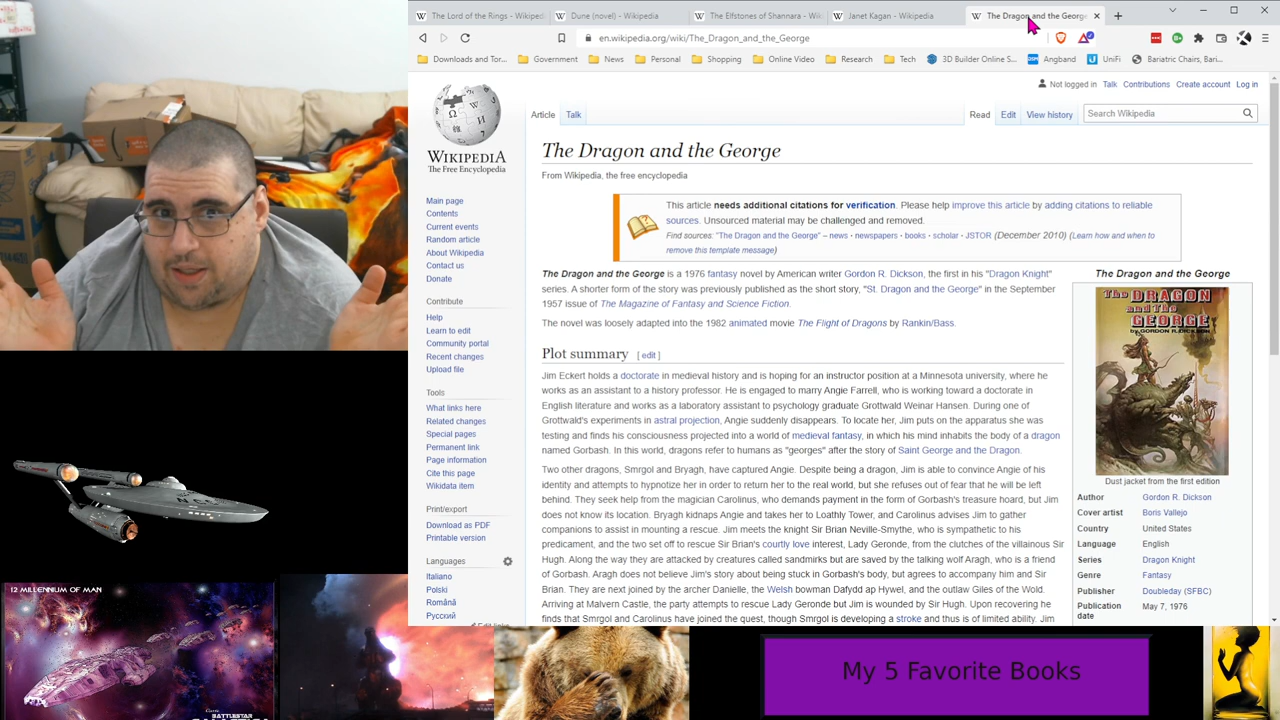 The Lord of the Rings - Wikiped
Dune (novel) - Wikipedia
The Elfstones of Shannara - Wik
Janet Kagan - Wikipedia
The Dragon and the George
en.wikipedia.org/wiki/The_Dragon_and_the_George
Downloads and Tor...
Government
News
Personal
Shopping
Online Video
Research
Tech
3D Builder Online S...
Angband
UniFi
Bariatric Chairs, Bari...
Not logged in Talk Contributions Create account Log in
Article Talk
Read Edit View history
Search Wikipedia
WIKIPEDIA
The Free Encyclopedia
Main page
Contents
Current events
Random article
About Wikipedia
Contact us
Donate
Contribute
Help
Learn to edit
Community portal
Recent changes
Upload file
Tools
What links here
Related changes
Special pages
Permanent link
Page information
Cite this page
Wikidata item
Print/export
Download as PDF
Printable version
Languages
Italiano
Polski
Română
Русский
Edit links
The Dragon and the George
From Wikipedia, the free encyclopedia
This article needs additional citations for verification. Please help improve this article by adding citations to reliable
sources. Unsourced material may be challenged and removed.
Find sources: "The Dragon and the George" – news · newspapers · books · scholar · JSTOR (December 2010) (Learn how and when to
remove this template message)
The Dragon and the George is a 1976 fantasy novel by American writer Gordon R. Dickson, the first in his "Dragon Knight"
series. A shorter form of the story was previously published as the short story, "St. Dragon and the George" in the September
1957 issue of The Magazine of Fantasy and Science Fiction.
The novel was loosely adapted into the 1982 animated movie The Flight of Dragons by Rankin/Bass.
Plot summary [ edit ]
Jim Eckert holds a doctorate in medieval history and is hoping for an instructor position at a Minnesota university, where he
works as an assistant to a history professor. He is engaged to marry Angie Farrell, who is working toward a doctorate in
English literature and works as a laboratory assistant to psychology graduate Grottwald Weinar Hansen. During one of
Grottwald's experiments in astral projection, Angie suddenly disappears. To locate her, Jim puts on the apparatus she was
testing and finds his consciousness projected into a world of medieval fantasy, in which his mind inhabits the body of a dragon
named Gorbash. In this world, dragons refer to humans as "georges" after the story of Saint George and the Dragon.
Two other dragons, Smrgol and Bryagh, have captured Angie. Despite being a dragon, Jim is able to convince Angie of his
identity and attempts to hypnotize her in order to return her to the real world, but she refuses out of fear that he will be left
behind. They seek help from the magician Carolinus, who demands payment in the form of Gorbash's treasure hoard, but Jim
does not know its location. Bryagh kidnaps Angie and takes her to Loathly Tower, and Carolinus advises Jim to gather
companions to assist in mounting a rescue. Jim meets the knight Sir Brian Neville-Smythe, who is sympathetic to his
predicament, and the two set off to rescue Sir Brian's courtly love interest, Lady Geronde, from the clutches of the villainous Sir
Hugh. Along the way they are attacked by creatures called sandmirks but are saved by the talking wolf Aragh, who is a friend
of Gorbash. Aragh does not believe Jim's story about being stuck in Gorbash's body, but agrees to accompany him and Sir
Brian. They are next joined by the archer Danielle, the Welsh bowman Dafydd ap Hywel, and the outlaw Giles of the Wold.
Arriving at Malvern Castle, the party attempts to rescue Lady Geronde but Jim is wounded by Sir Hugh. Upon recovering he
finds that Smrgol and Carolinus have joined the quest, though Smrgol is developing a stroke and thus is of limited ability. Jim
The Dragon and the George
The DRAGON
and the
GEORGE
by GORDON R. DICKSON
Dust jacket from the first edition
Author Gordon R. Dickson
Cover artist Boris Vallejo
Country United States
Language English
Series Dragon Knight
Genre Fantasy
Publisher Doubleday (SFBC)
Publication May 7, 1976
date
12 MILLENNIUM OF MAN
BATTLESTAR
My 5 Favorite Books